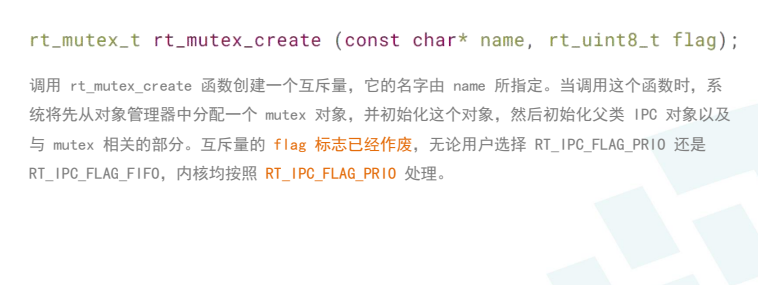 rt_mutex_t rt_mutex_create (const char* name, rt_uint8_t flag);
调用 rt_mutex_create 函数创建一个互斥量，它的名字由 name 所指定。当调用这个函数时，系
统将先从对象管理器中分配一个 mutex 对象，并初始化这个对象，然后初始化父类 IPC 对象以及
与 mutex 相关的部分。互斥量的 flag 标志已经作废，无论用户选择 RT_IPC_FLAG_PRIO 还是
RT_IPC_FLAG_FIFO，内核均按照 RT_IPC_FLAG_PRIO 处理。